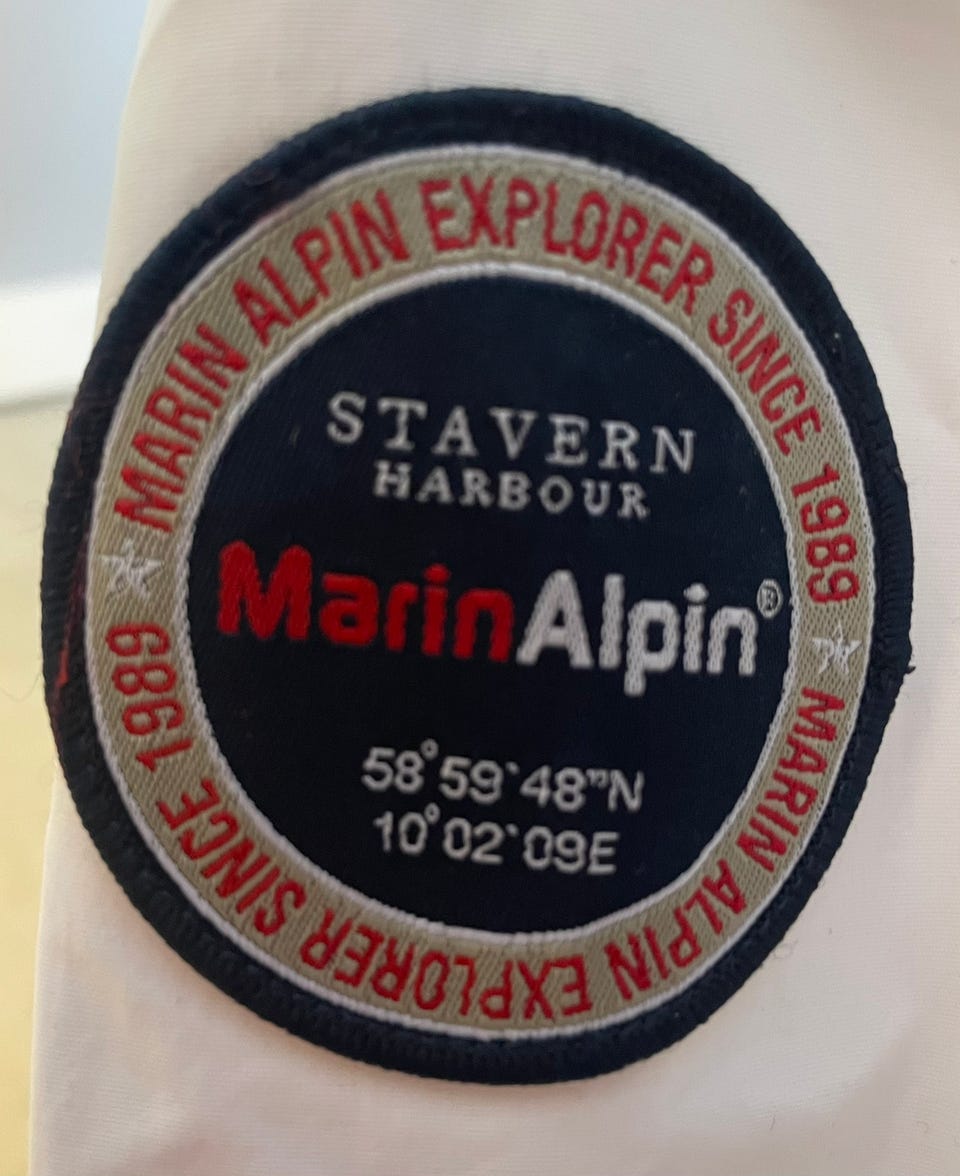 MARIN ALPIN EXPLORER SINCE 1989
STAVERN
HARBOUR
MarinAlpin®
58°59`48”N
10°02`09E
MARIN ALPIN EXPLORER SINCE 1989